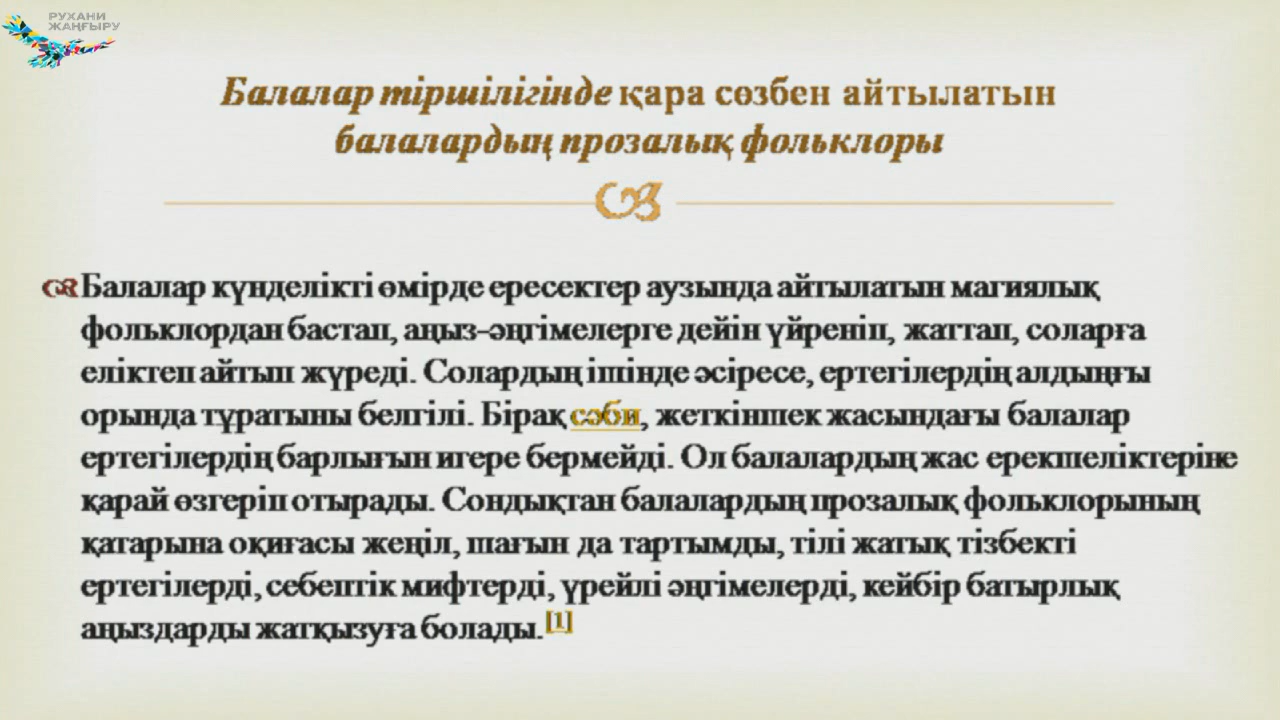 РУХАНИ
ЖАҢҒЫРУ
Балалар тіршілігінде қара сөзбен айтылатын
балалардың прозалық фольклоры
Балалар күнделікті өмірде ересектер аузында айтылатын магиялық
фольклордан бастап, аңыз-әңгімелерге дейін үйреніп, жаттап, соларға
еліктеп айтып жүреді. Солардың ішінде әсіресе, ертегілердің алдыңғы
орында тұратыны белгілі. Бірақ сәби, жеткіншек жасындағы балалар
ертегілердің барлығын игере бермейді. Ол балалардың жас ерекшеліктеріне
қарай өзгеріп отырады. Сондықтан балалардың прозалық фольклорының
қатарына оқиғасы жеңіл, шағын да тартымды, тілі жатық тізбекті
ертегілерді, себептік мифтерді, үрейлі әңгімелерді, кейбір батырлық
аңыздарды жатқызуға болады.[1]